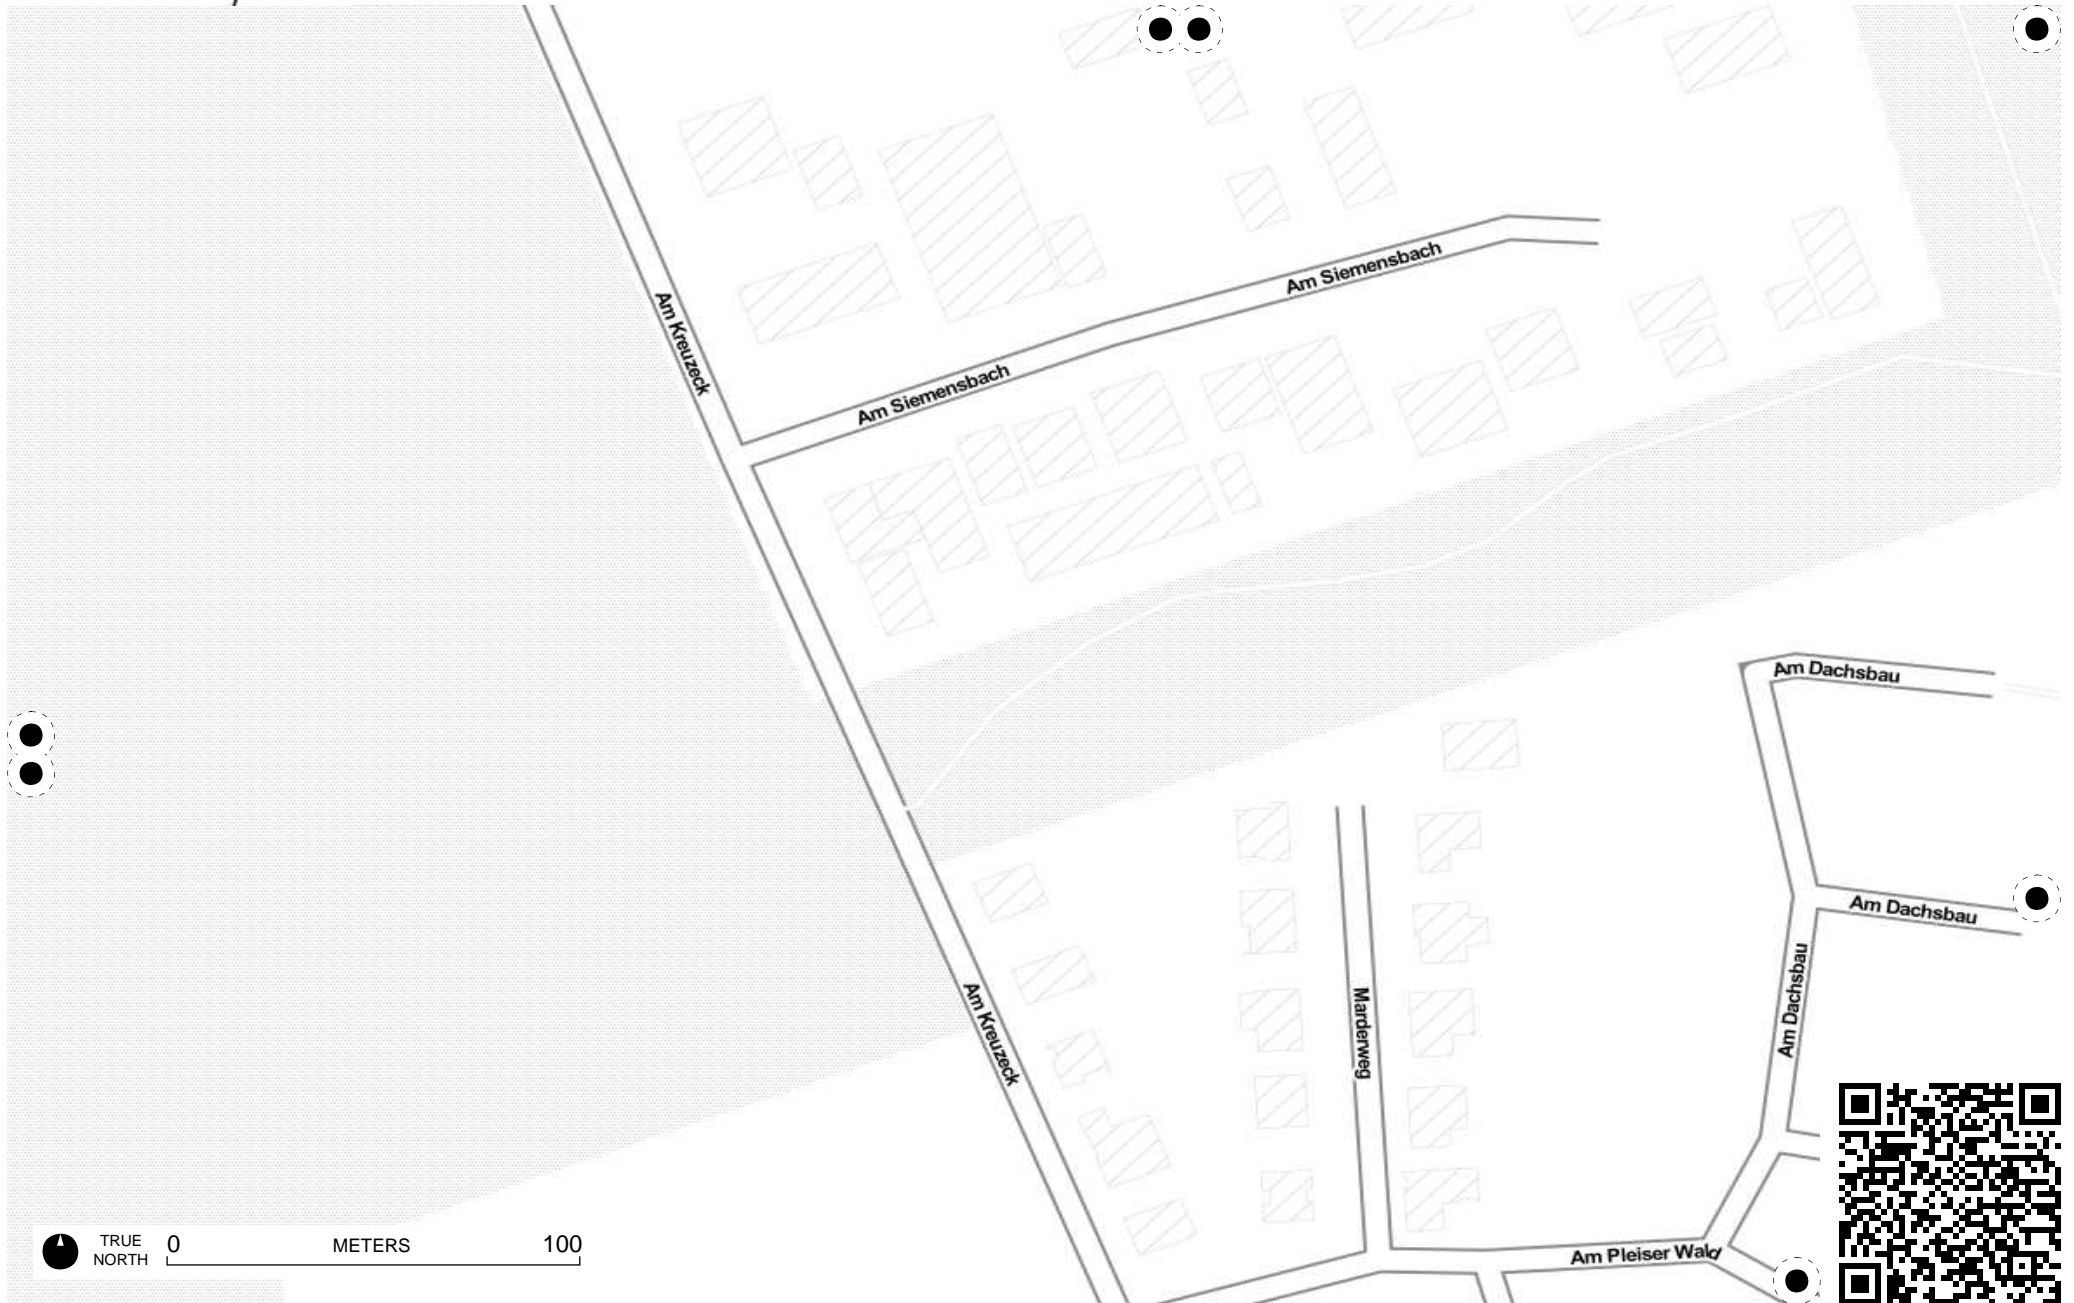 Am Siemensbach
Am Kreuzeck
Am Siemensbach
Am Dachsbau
Am Dachsbau
Am Dachsbau
Am Kreuzeck
Marderweg
Am Pleiser Wald
TRUE
NORTH
0 METERS 100